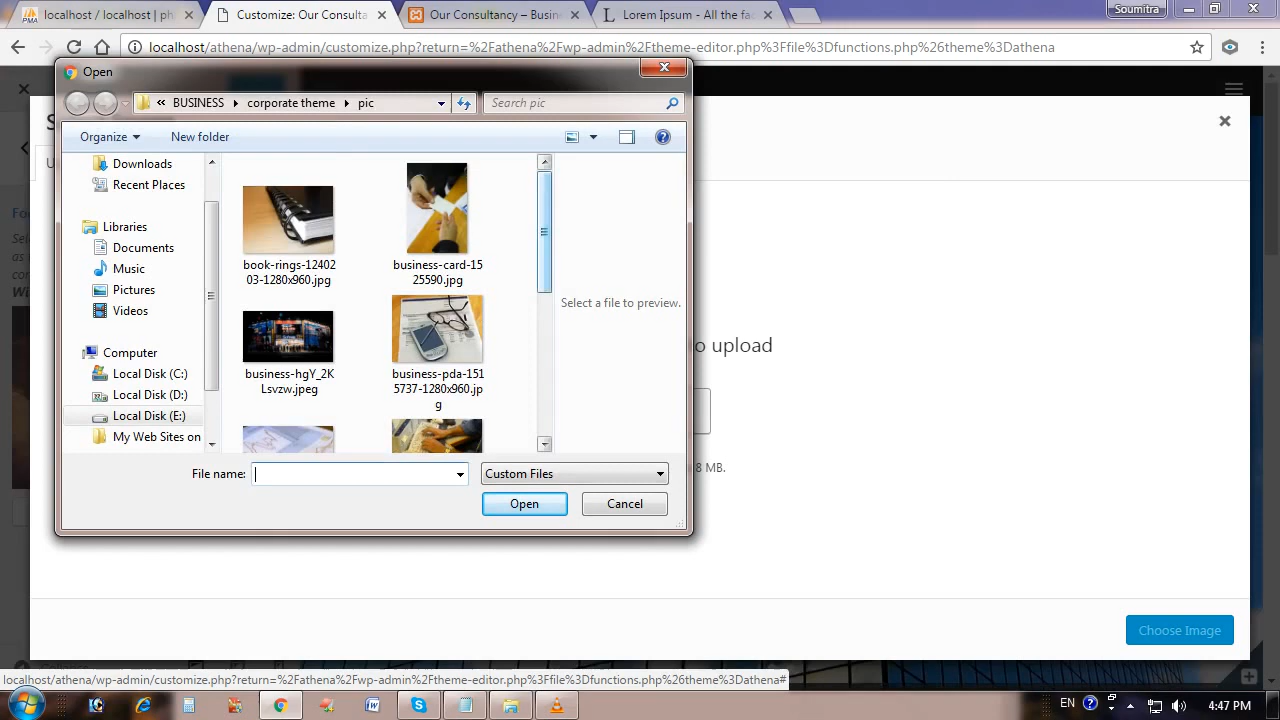 localhost / localhost | ph
Customize: Our Consulta
Our Consultancy – Busin
Lorem Ipsum - All the fac
Soumitra
localhost/athena/wp-admin/customize.php?return=%2Fathena%2Fwp-admin%2Ftheme-editor.php%3Ffile%3Dfunctions.php%26theme%3Dathena
Open
BUSINESS
corporate theme
pic
Search pic
Organize
New folder
Downloads
Recent Places
Libraries
Documents
Music
Pictures
Videos
Computer
Local Disk (C:)
Local Disk (D:)
Local Disk (E:)
My Web Sites on
book-rings-12402
03-1280x960.jpg
business-card-15
25590.jpg
business-hgY_2K
Lsvzw.jpeg
business-pda-151
5737-1280x960.jp
g
Select a file to preview.
File name:
Custom Files
Open
Cancel
o upload
8 MB.
Choose Image
localhost/athena/wp-admin/customize.php?return=%2Fathena%2Fwp-admin%2Ftheme-editor.php%3Ffile%3Dfunctions.php%26theme%3Dathena#
EN
4:47 PM